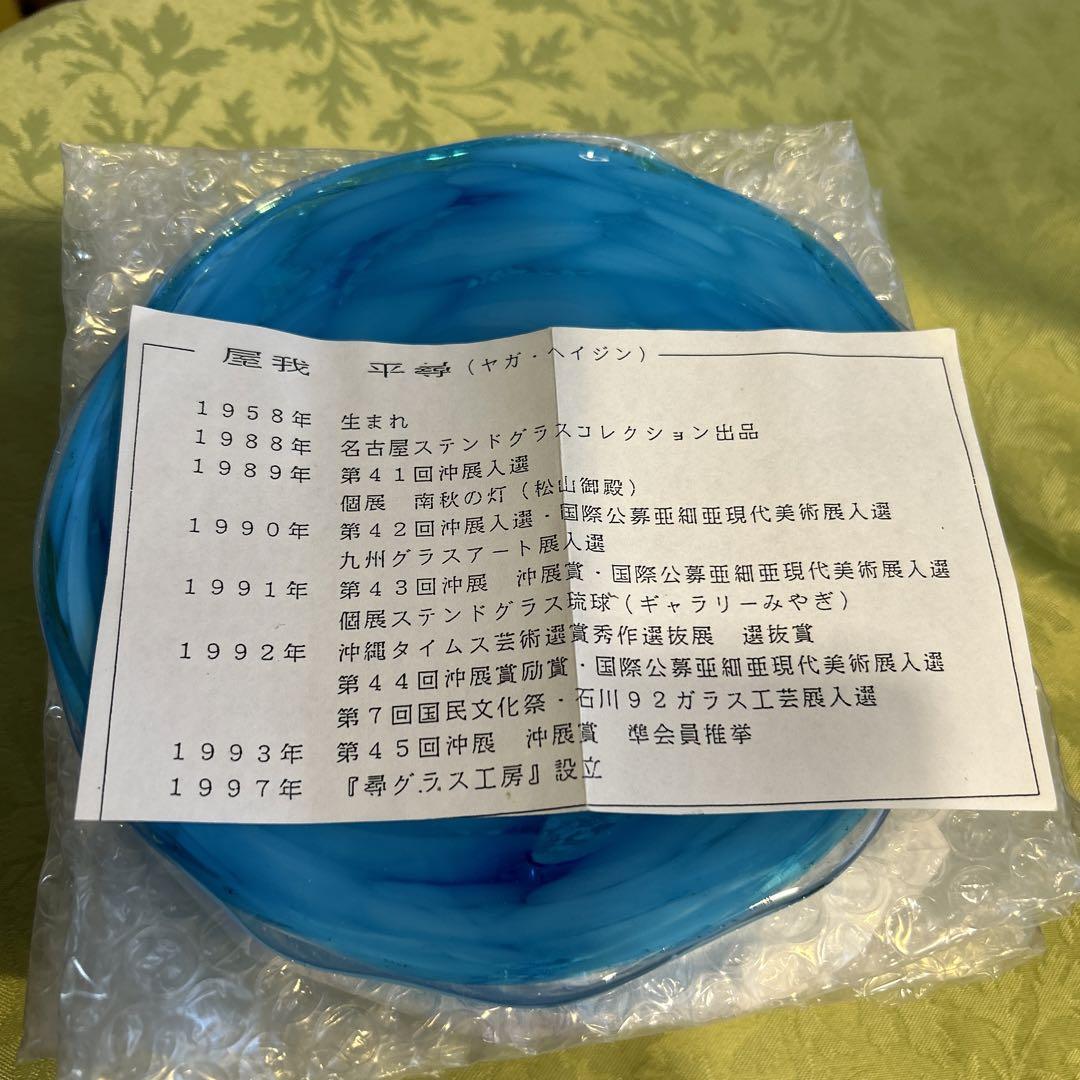 屋我 平尋（ヤガ・ヘイジン）
１９５８年 生まれ
１９８８年 名古屋ステンドグラスコレクション出品
１９８９年 第４１回沖展入選
個展 南秋の灯（松山御殿）
１９９０年 第４２回沖展入選・国際公募亜細亜現代美術展入選
九州グラスアート展入選
１９９１年 第４３回沖展 沖展賞・国際公募亜細亜現代美術展入選
個展ステンドグラス琉球（ギャラリーみやぎ）
１９９２年 沖縄タイムス芸術選賞秀作選抜展 選抜賞
第４４回沖展賞励賞・国際公募亜細亜現代美術展入選
第７回国民文化祭・石川９２ガラス工芸展入選
１９９３年 第４５回沖展 沖展賞 準会員推挙
１９９７年 『尋グラス工房』設立